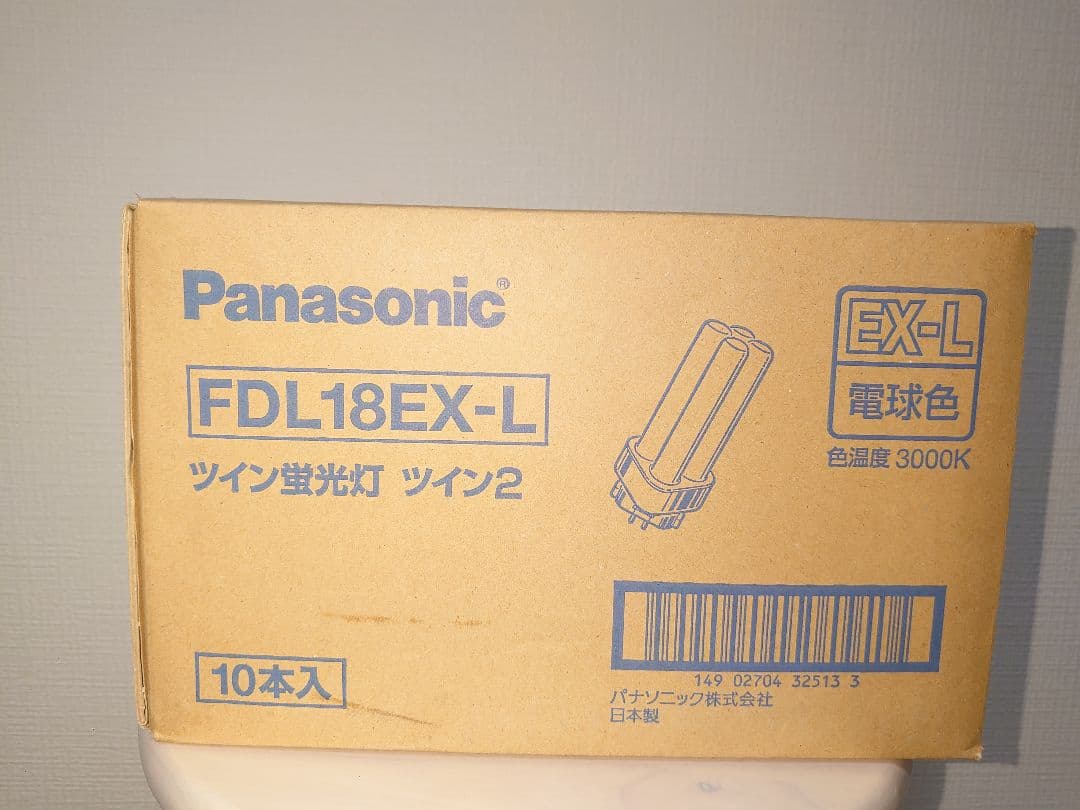 Panasonic®
FDL18EX-L
ツイン蛍光灯 ツイン2
EX-L
電球色
色温度 3000K
10本入
149 02704 32513 3
パナソニック株式会社
日本製